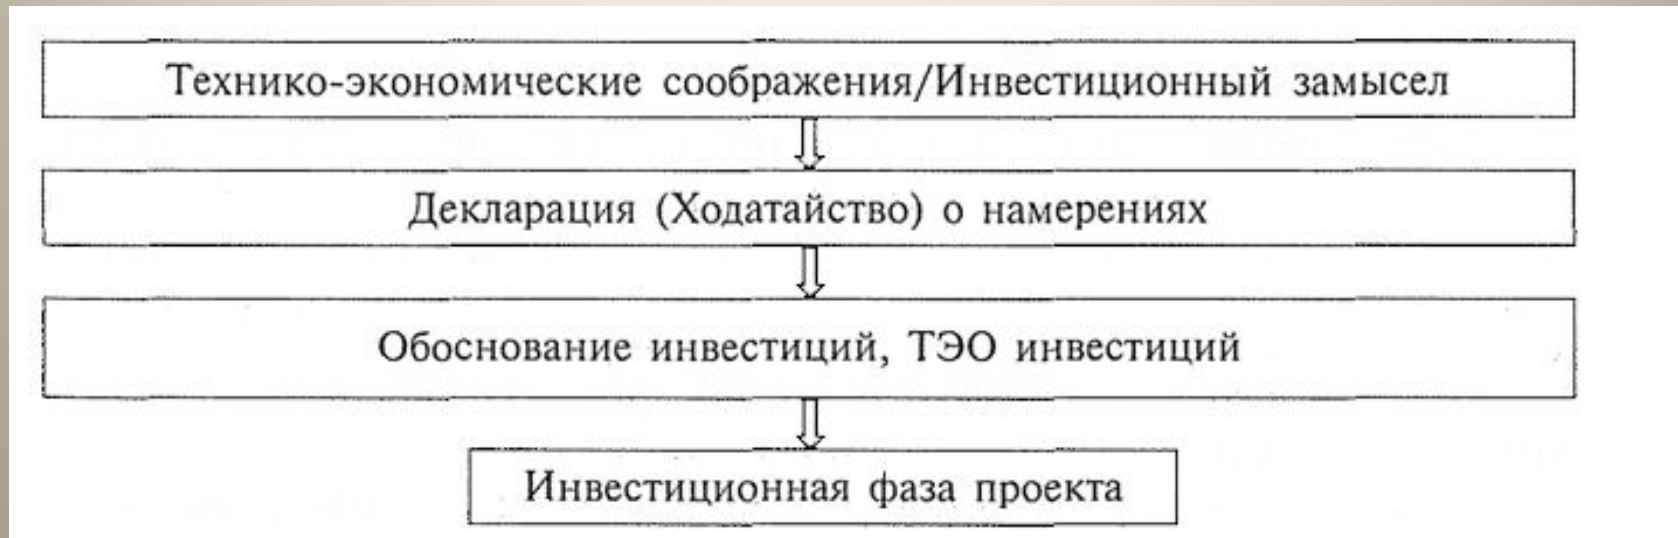 Технико-экономические соображения/Инвестиционный замысел
Декларация (Ходатайство) о намерениях
Обоснование инвестиций, ТЭО инвестиций
Инвестиционная фаза проекта